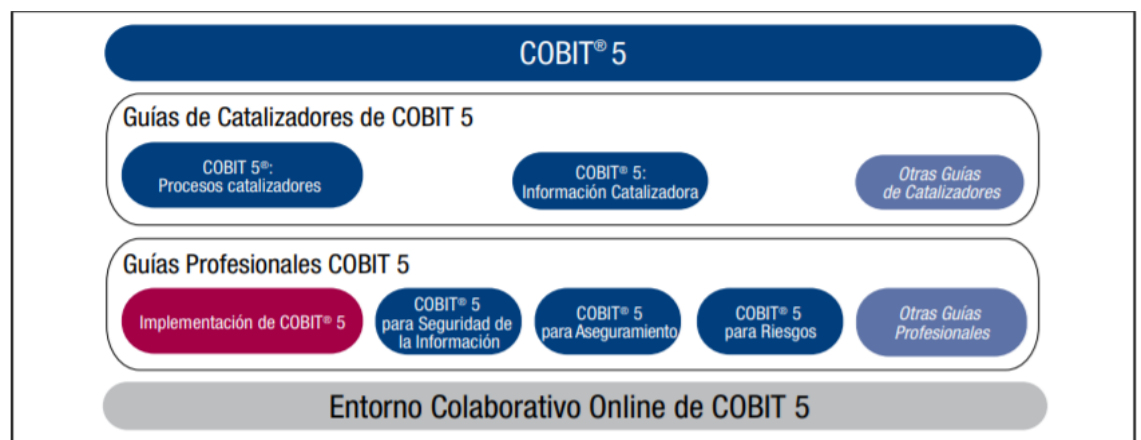 COBIT® 5
Guías de Catalizadores de COBIT 5
COBIT 5®:
Procesos catalizadores
COBIT® 5:
Información Catalizadora
Otras Guías
de Catalizadores
Guías Profesionales COBIT 5
Implementación de COBIT® 5
COBIT® 5
para Seguridad de
la Información
COBIT® 5
para Aseguramiento
COBIT® 5
para Riesgos
Otras Guías
Profesionales
Entorno Colaborativo Online de COBIT 5